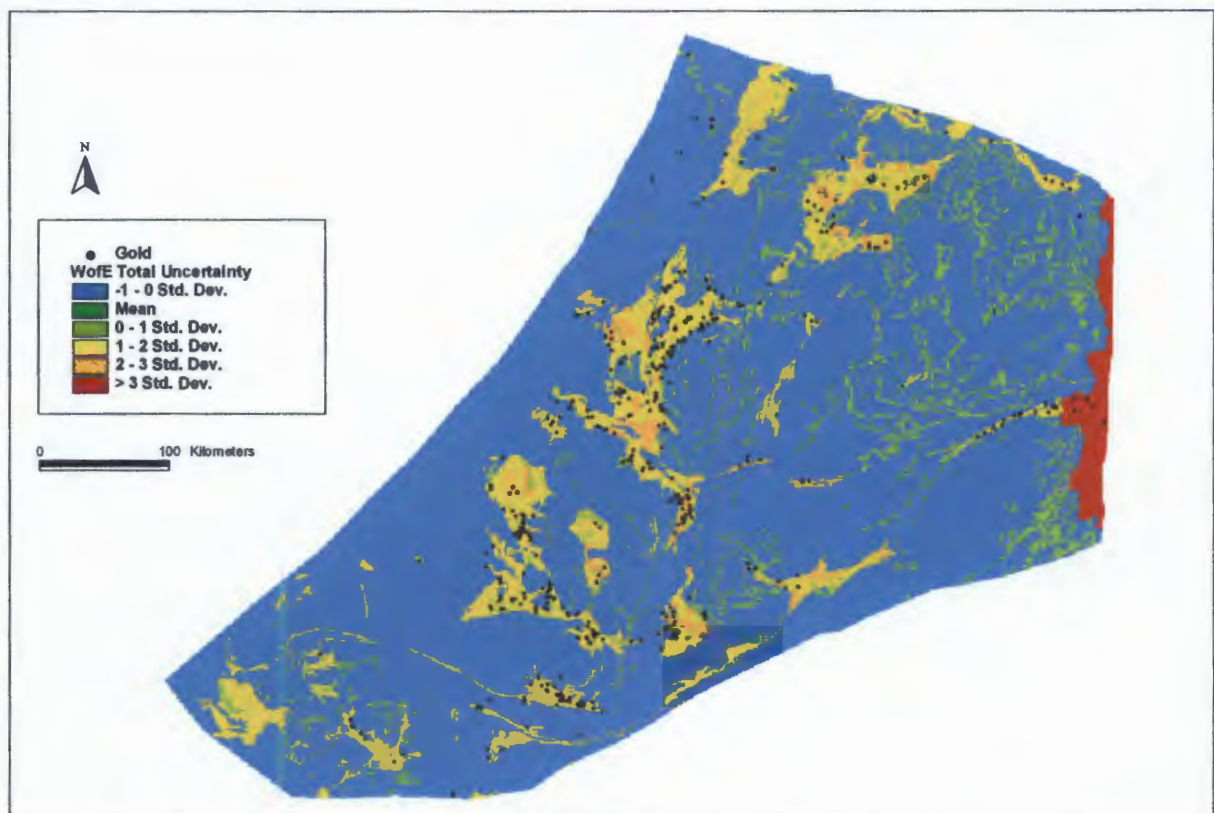 N
Gold
WofE Total Uncertainty
-1 - 0 Std. Dev.
Mean
0 - 1 Std. Dev.
1 - 2 Std. Dev.
2 - 3 Std. Dev.
> 3 Std. Dev.
0 100 Kilometers